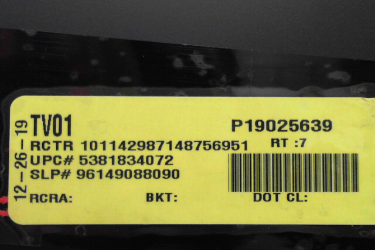 12-26-19
TV01 P19025639
RCTR 101142987148756951 RT :7
UPC# 5381834072
SLP# 96149088090
RCRA: BKT: DOT CL: